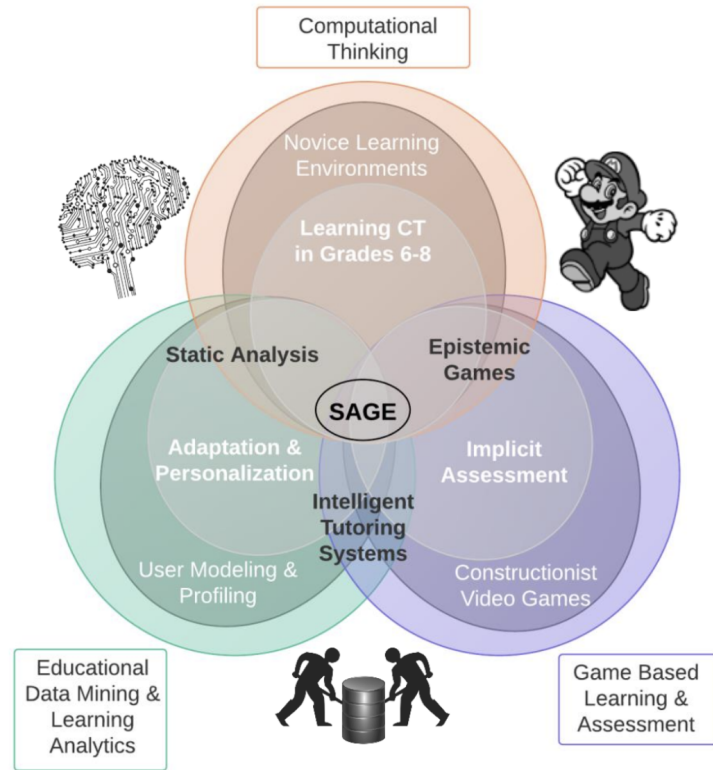 Computational
Thinking
Novice Learning
Environments
Learning CT
in Grades 6-8
Static Analysis
Epistemic
Games
SAGE
Adaptation &
Personalization
Implicit
Assessment
Intelligent
Tutoring
Systems
User Modeling &
Profiling
Constructionist
Video Games
Educational
Data Mining &
Learning
Analytics
Game Based
Learning &
Assessment